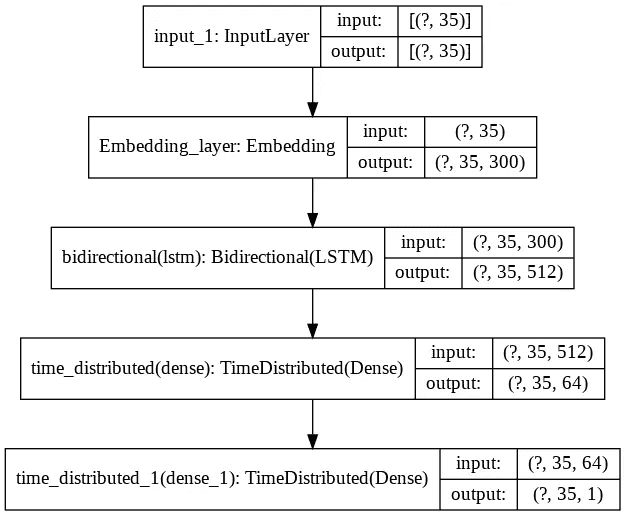 input_1: InputLayer
input: [(?, 35)]
output: [(?, 35)]
Embedding_layer: Embedding
input: (?, 35)
output: (?, 35, 300)
bidirectional(lstm): Bidirectional(LSTM)
input: (?, 35, 300)
output: (?, 35, 512)
time_distributed(dense): TimeDistributed(Dense)
input: (?, 35, 512)
output: (?, 35, 64)
time_distributed_1(dense_1): TimeDistributed(Dense)
input: (?, 35, 64)
output: (?, 35, 1)